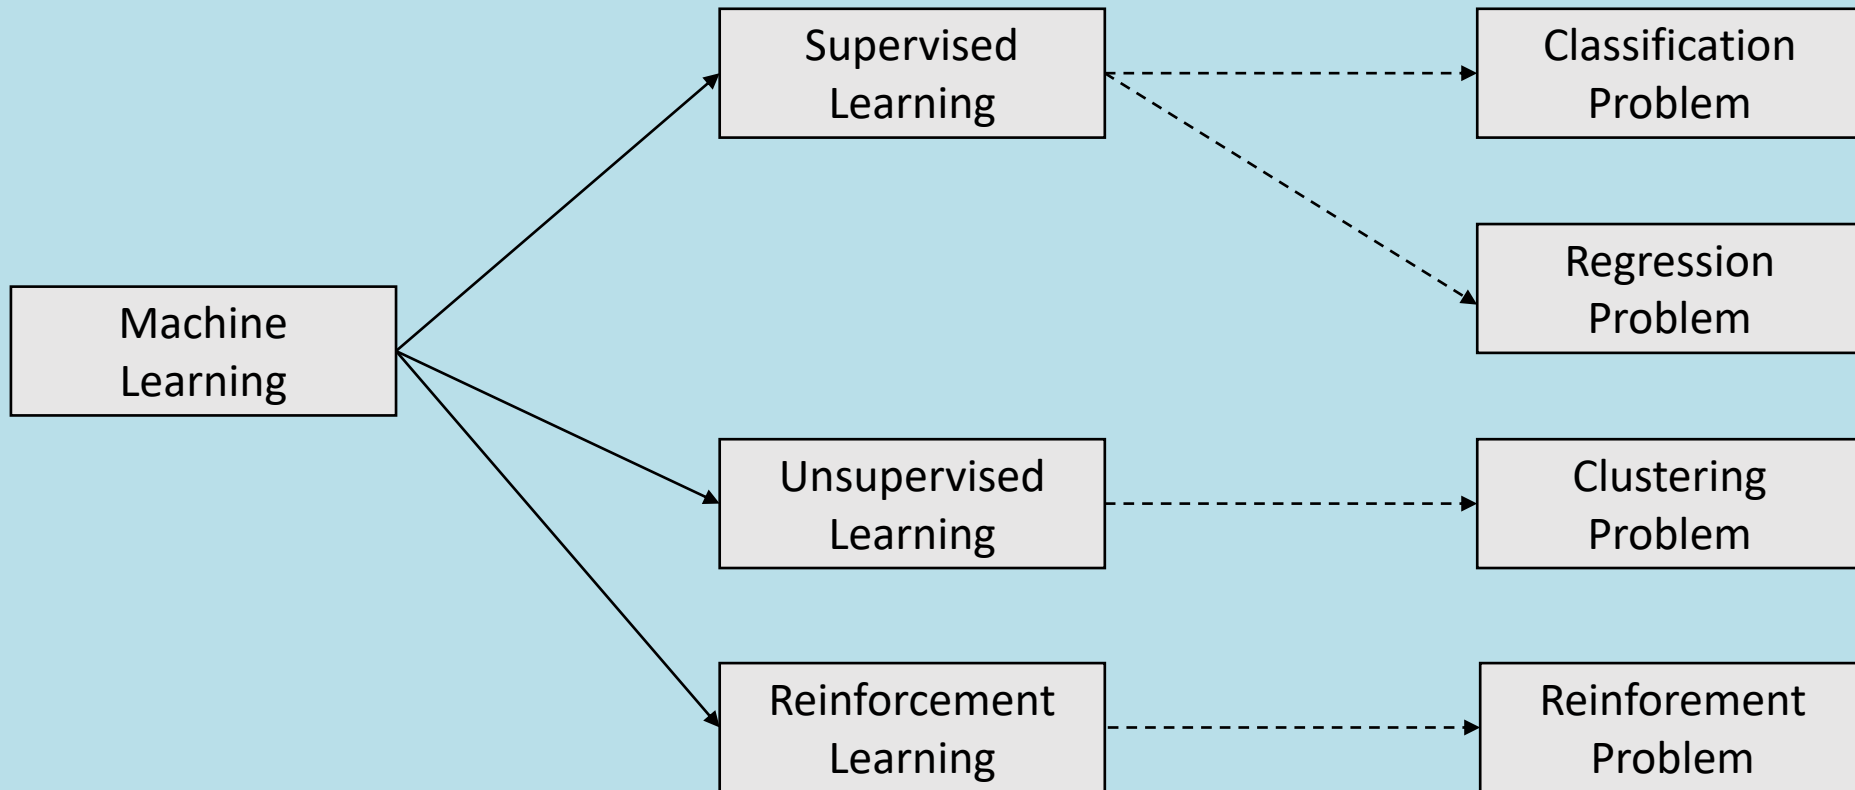 Supervised
Learning
Classification
Problem
Regression
Problem
Machine
Learning
Unsupervised
Learning
Clustering
Problem
Reinforcement
Learning
Reinforement
Problem